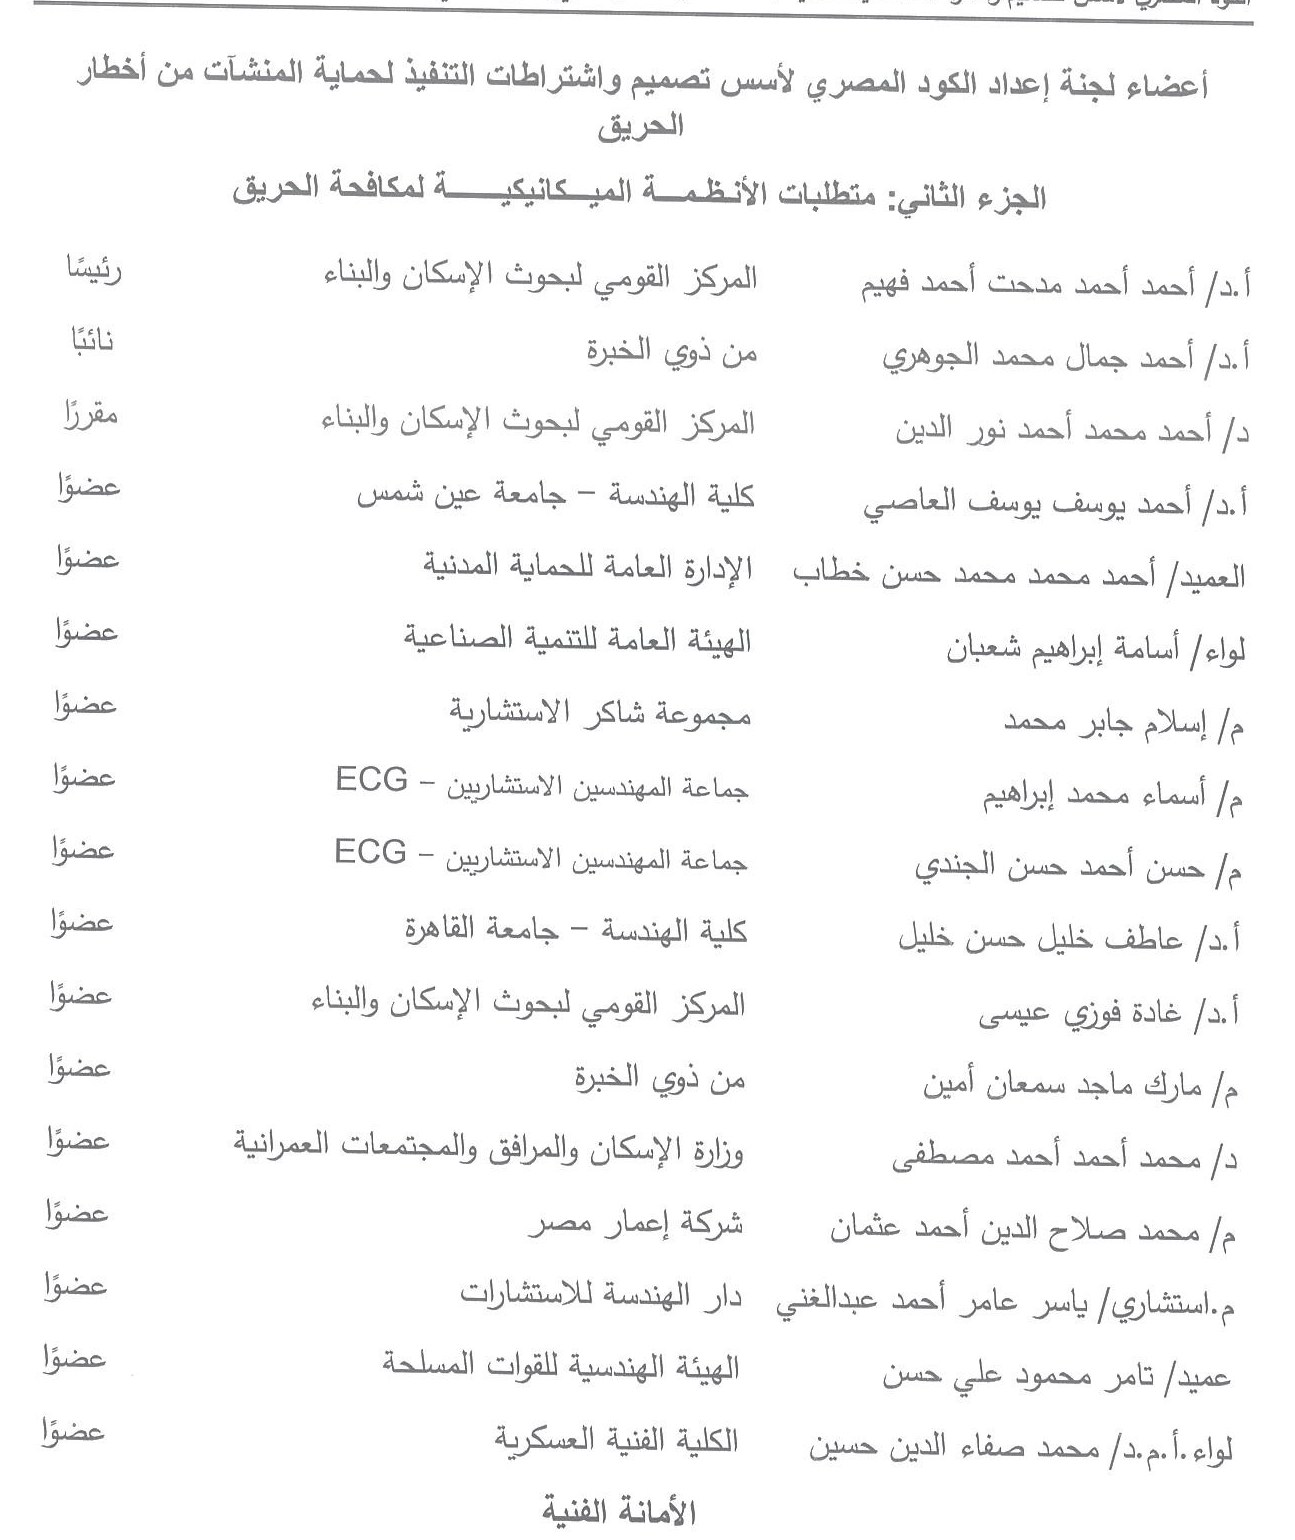 أعضاء لجنة إعداد الكود المصري لأسس تصميم واشتراطات التنفيذ لحماية المنشآت من أخطار
الحريق
الجزء الثاني: متطلبات الأنظمة الميكانيكية لمكافحة الحريق
أ.د/ أحمد أحمد مدحت أحمد فهيم المركز القومي لبحوث الإسكان والبناء رئيسًا
أ.د/ أحمد جمال محمد الجوهري من ذوي الخبرة نائبًا
د/ أحمد محمد أحمد نور الدين المركز القومي لبحوث الإسكان والبناء مقررًا
أ.د/ أحمد يوسف يوسف العاصي كلية الهندسة – جامعة عين شمس عضوًا
العميد/ أحمد محمد محمد حسن خطاب الإدارة العامة للحماية المدنية عضوًا
لواء/ أسامة إبراهيم شعبان الهيئة العامة للتنمية الصناعية عضوًا
م/ إسلام جابر محمد مجموعة شاكر الاستشارية عضوًا
م/ أسماء محمد إبراهيم جماعة المهندسين الاستشاريين – ECG عضوًا
م/ حسن أحمد حسن الجندي جماعة المهندسين الاستشاريين – ECG عضوًا
أ.د/ عاطف خليل حسن خليل كلية الهندسة – جامعة القاهرة عضوًا
أ.د/ غادة فوزي عيسى المركز القومي لبحوث الإسكان والبناء عضوًا
م/ مارك ماجد سمعان أمين من ذوي الخبرة عضوًا
د/ محمد أحمد أحمد مصطفى وزارة الإسكان والمرافق والمجتمعات العمرانية عضوًا
م/ محمد صلاح الدين أحمد عثمان شركة إعمار مصر عضوًا
م.استشاري/ ياسر عامر أحمد عبدالغني دار الهندسة للاستشارات عضوًا
عميد/ تامر محمود علي حسن الهيئة الهندسية للقوات المسلحة عضوًا
لواء.أ.م.د/ محمد صفاء الدين حسين الكلية الفنية العسكرية عضوًا
الأمانة الفنية